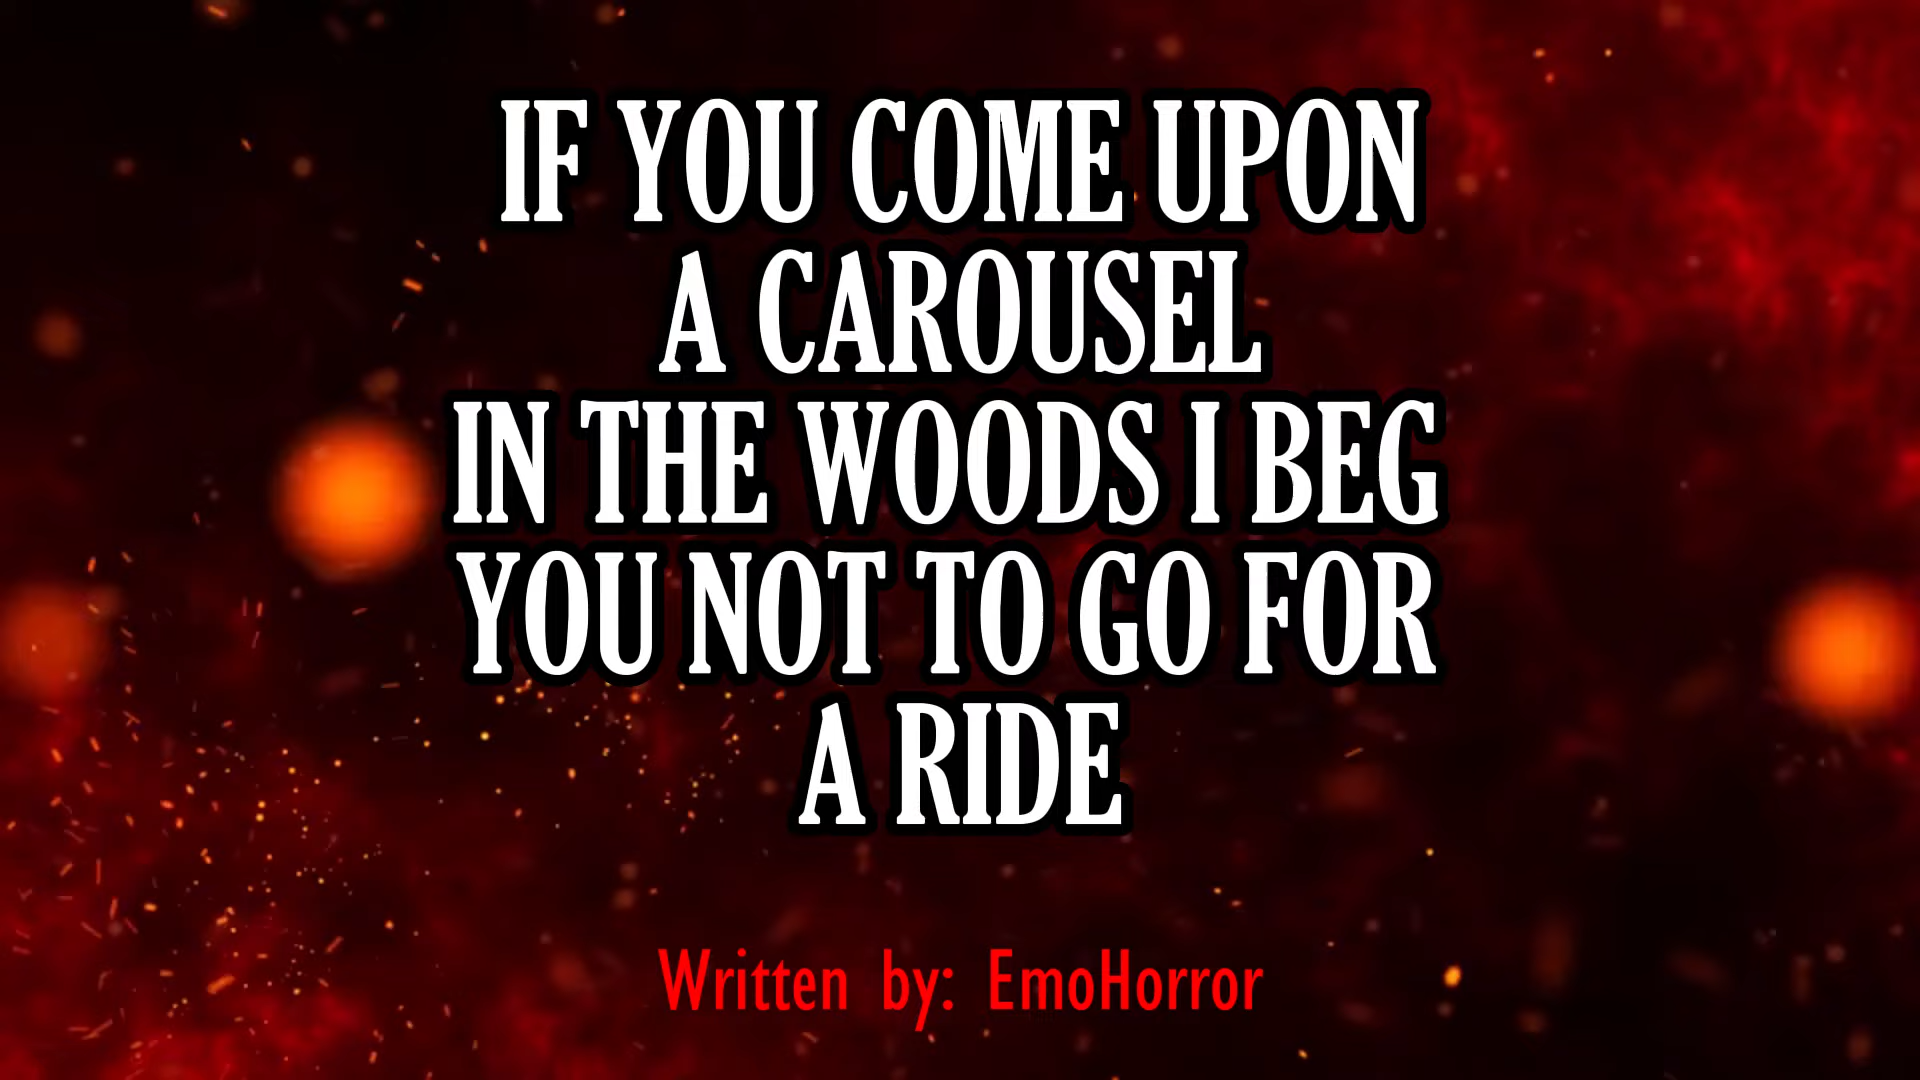 IF YOU COME UPON
A CAROUSEL
IN THE WOODS I BEG
YOU NOT TO GO FOR
A RIDE
Written by: EmoHorror